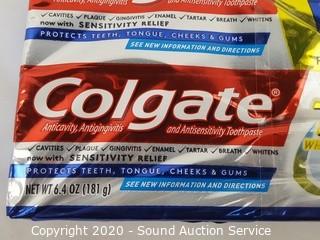 ✓ CAVITIES ✓ PLAQUE ✓ GINGIVITIS ✓ ENAMEL ✓ TARTAR ✓ BREATH ✓ WHITENS
now with SENSITIVITY RELIEF
PROTECTS TEETH, TONGUE, CHEEKS & GUMS
SEE NEW INFORMATION AND DIRECTIONS
Colgate®
Anticavity, Antigingivitis and Antisensitivity Toothpaste
✓ CAVITIES ✓ PLAQUE ✓ GINGIVITIS ✓ ENAMEL ✓ TARTAR ✓ BREATH ✓ WHITENS
now with SENSITIVITY RELIEF
PROTECTS TEETH, TONGUE, CHEEKS & GUMS
NET WT 6.4 OZ (181 g) SEE NEW INFORMATION AND DIRECTIONS
Copyright 2020 - Sound Auction Service